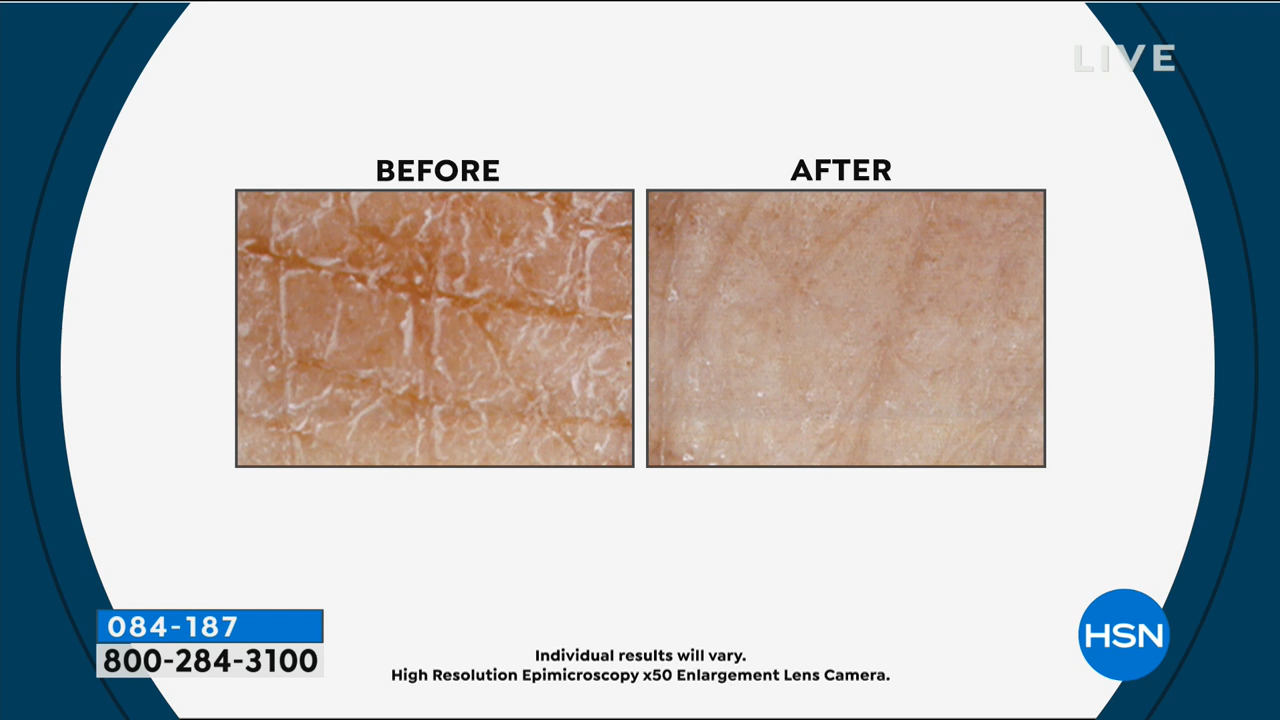 LIVE
BEFORE
AFTER
084-187
800-284-3100
Individual results will vary.
High Resolution Epimicroscopy x50 Enlargement Lens Camera.
HSN